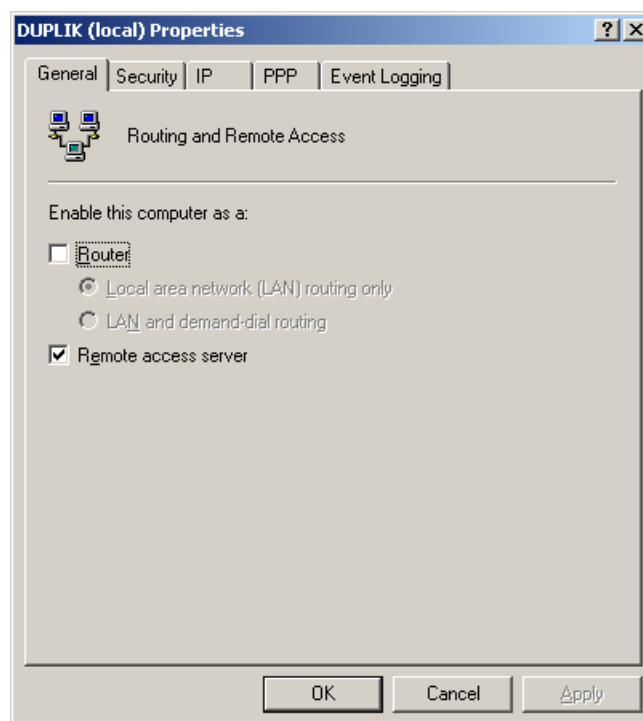 DUPLIK (local) Properties
General Security IP PPP Event Logging
Routing and Remote Access
Enable this computer as a:
Router
Local area network (LAN) routing only
LAN and demand-dial routing
Remote access server
OK Cancel Apply